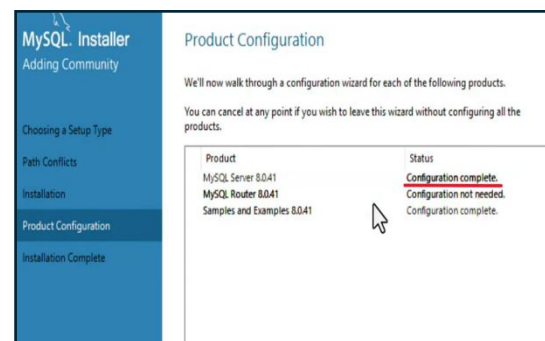 MySQL. Installer
Adding Community
Choosing a Setup Type
Path Conflicts
Installation
Product Configuration
Installation Complete
Product Configuration
We'll now walk through a configuration wizard for each of the following products.
You can cancel at any point if you wish to leave this wizard without configuring all the
products.
Product Status
MySQL Server 8.0.41 Configuration complete.
MySQL Router 8.0.41 Configuration not needed.
Samples and Examples 8.0.41 Configuration complete.